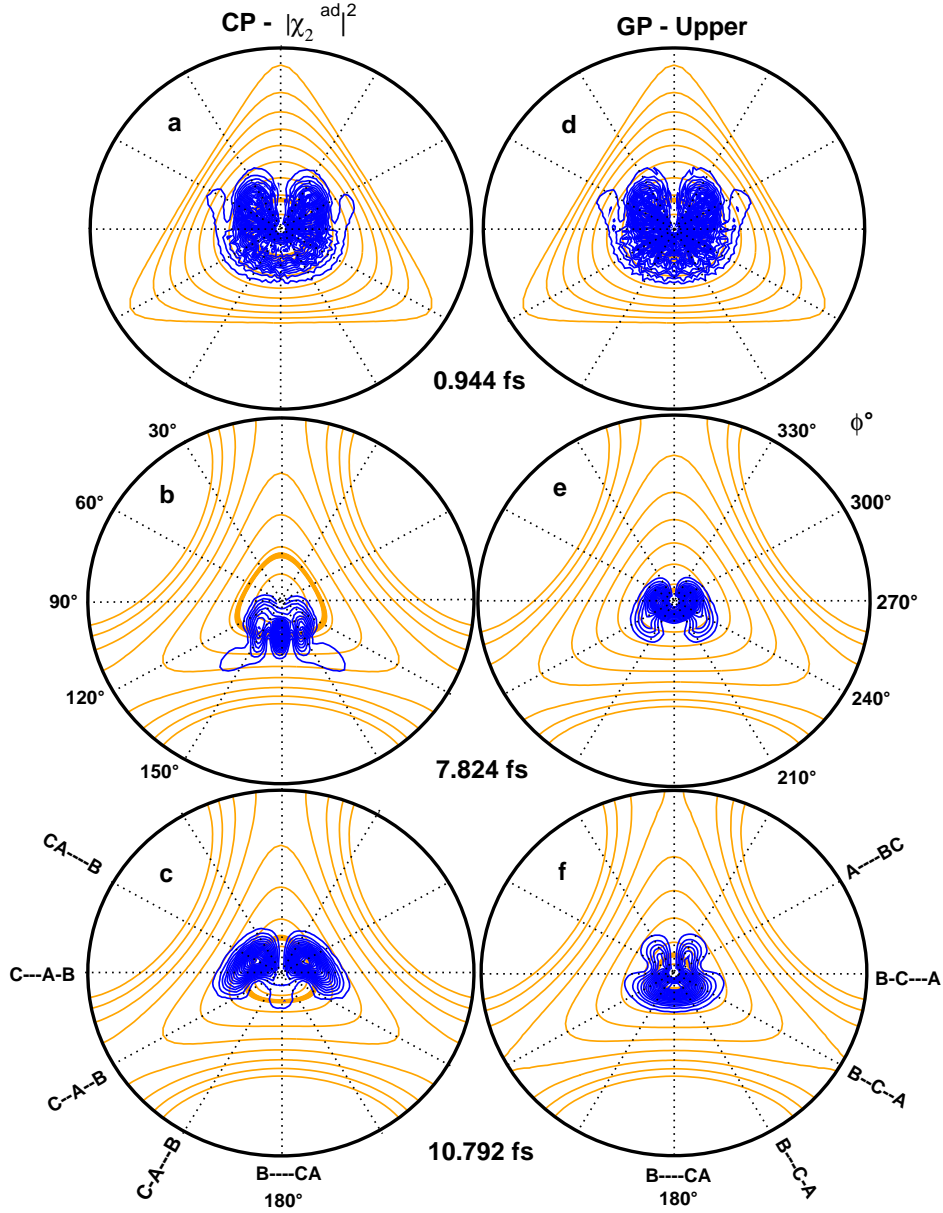 CP - |χ₂ ᵃᵈ|²
GP - Upper
a
d
0.944 fs
30°
330°
ϕ°
b
e
60°
300°
90°
270°
120°
240°
150°
7.824 fs
210°
CA----B
c
f
A----BC
C---A-B
B-C---A
C--A--B
B--C--A
C-A----B
10.792 fs
B---C-A
B----CA
B----CA
180°
180°